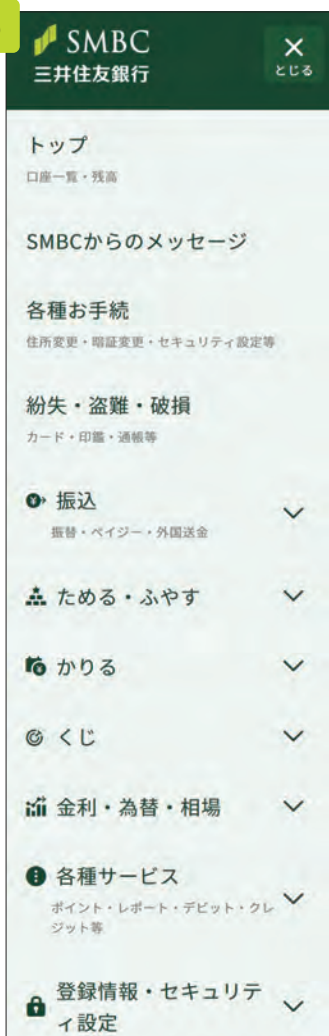 SMBC
三井住友銀行
とじる
トップ
口座一覧・残高
SMBCからのメッセージ
各種お手続
住所変更・暗証変更・セキュリティ設定等
紛失・盗難・破損
カード・印鑑・通帳等
振込
振替・ペイジー・外国送金
ためる・ふやす
かりる
くじ
金利・為替・相場
各種サービス
ポイント・レポート・デビット・クレ
ジット等
登録情報・セキュリテ
ィ設定